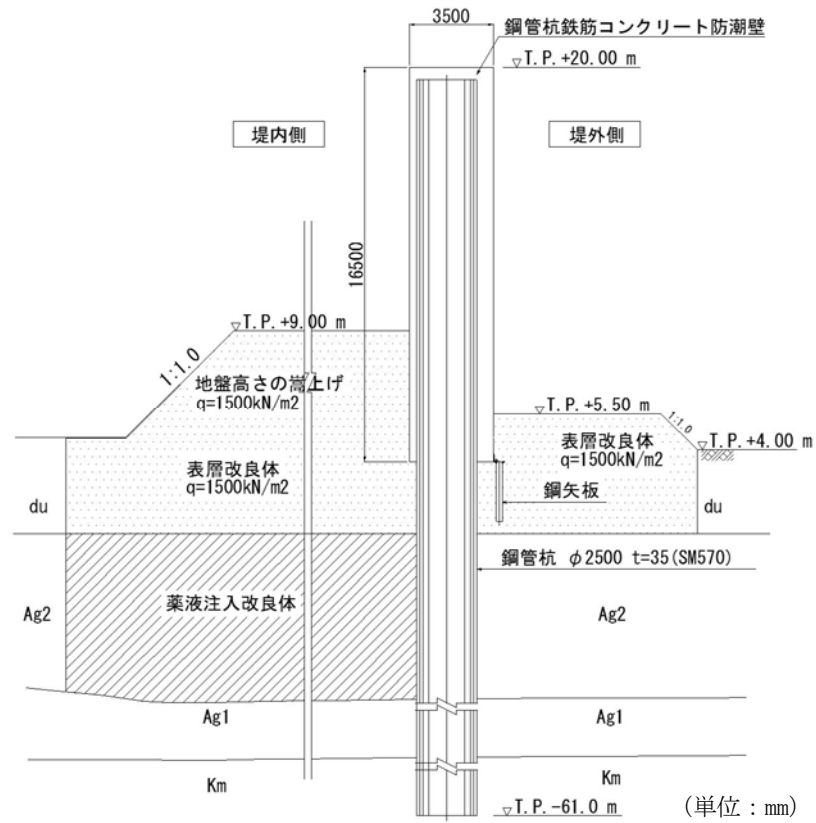 3500
鋼管杭鉄筋コンクリート防潮壁
T.P. +20.00 m
堤内側
堤外側
16500
T.P. +9.00 m
1:1.0
地盤高さの嵩上げ
q=1500kN/m2
T.P. +5.50 m
1:1.0
T.P. +4.00 m
表層改良体
q=1500kN/m2
表層改良体
q=1500kN/m2
鋼矢板
du
du
鋼管杭 φ2500 t=35(SM570)
薬液注入改良体
Ag2
Ag2
Ag1
Ag1
Km
Km
T.P. -61.0 m
(単位:mm)